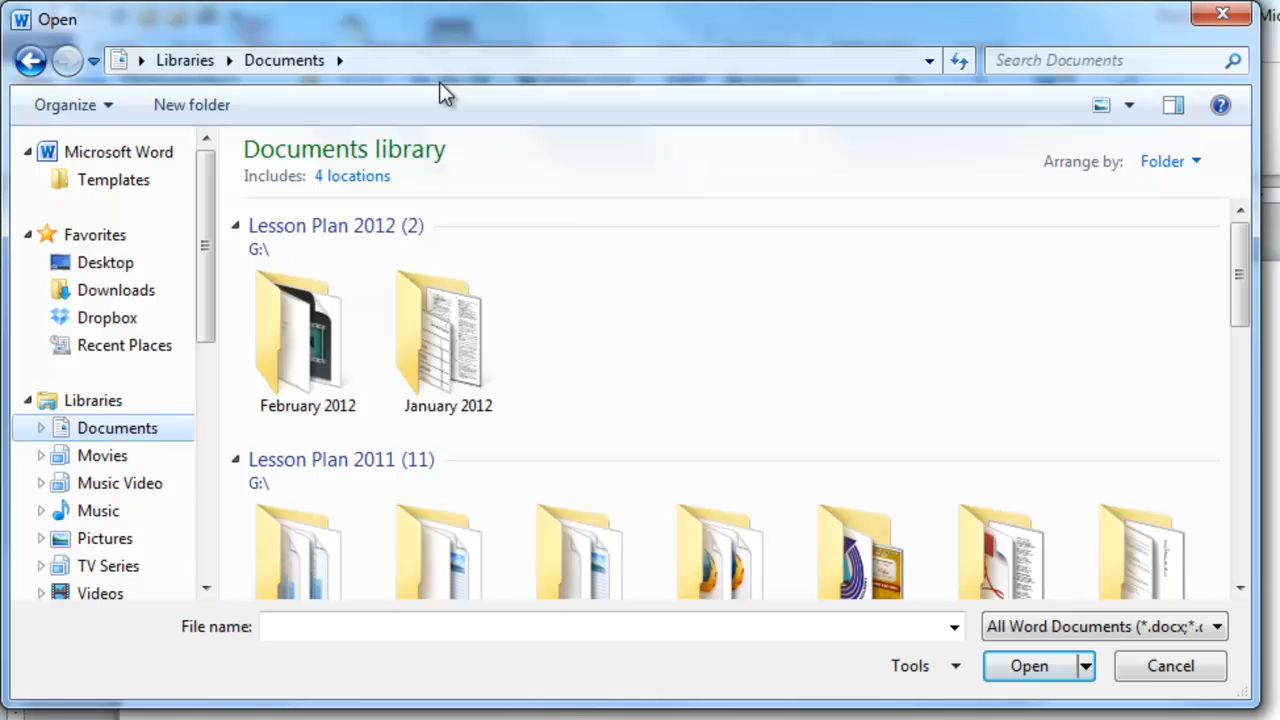 Open
Libraries Documents
Search Documents
Organize New folder
Microsoft Word
Templates
Favorites
Desktop
Downloads
Dropbox
Recent Places
Libraries
Documents
Movies
Music Video
Music
Pictures
TV Series
Videos
Documents library
Includes: 4 locations
Arrange by: Folder
Lesson Plan 2012 (2)
G:\
February 2012 January 2012
Lesson Plan 2011 (11)
G:\
File name:
All Word Documents (*.docx;*.c
Tools Open Cancel